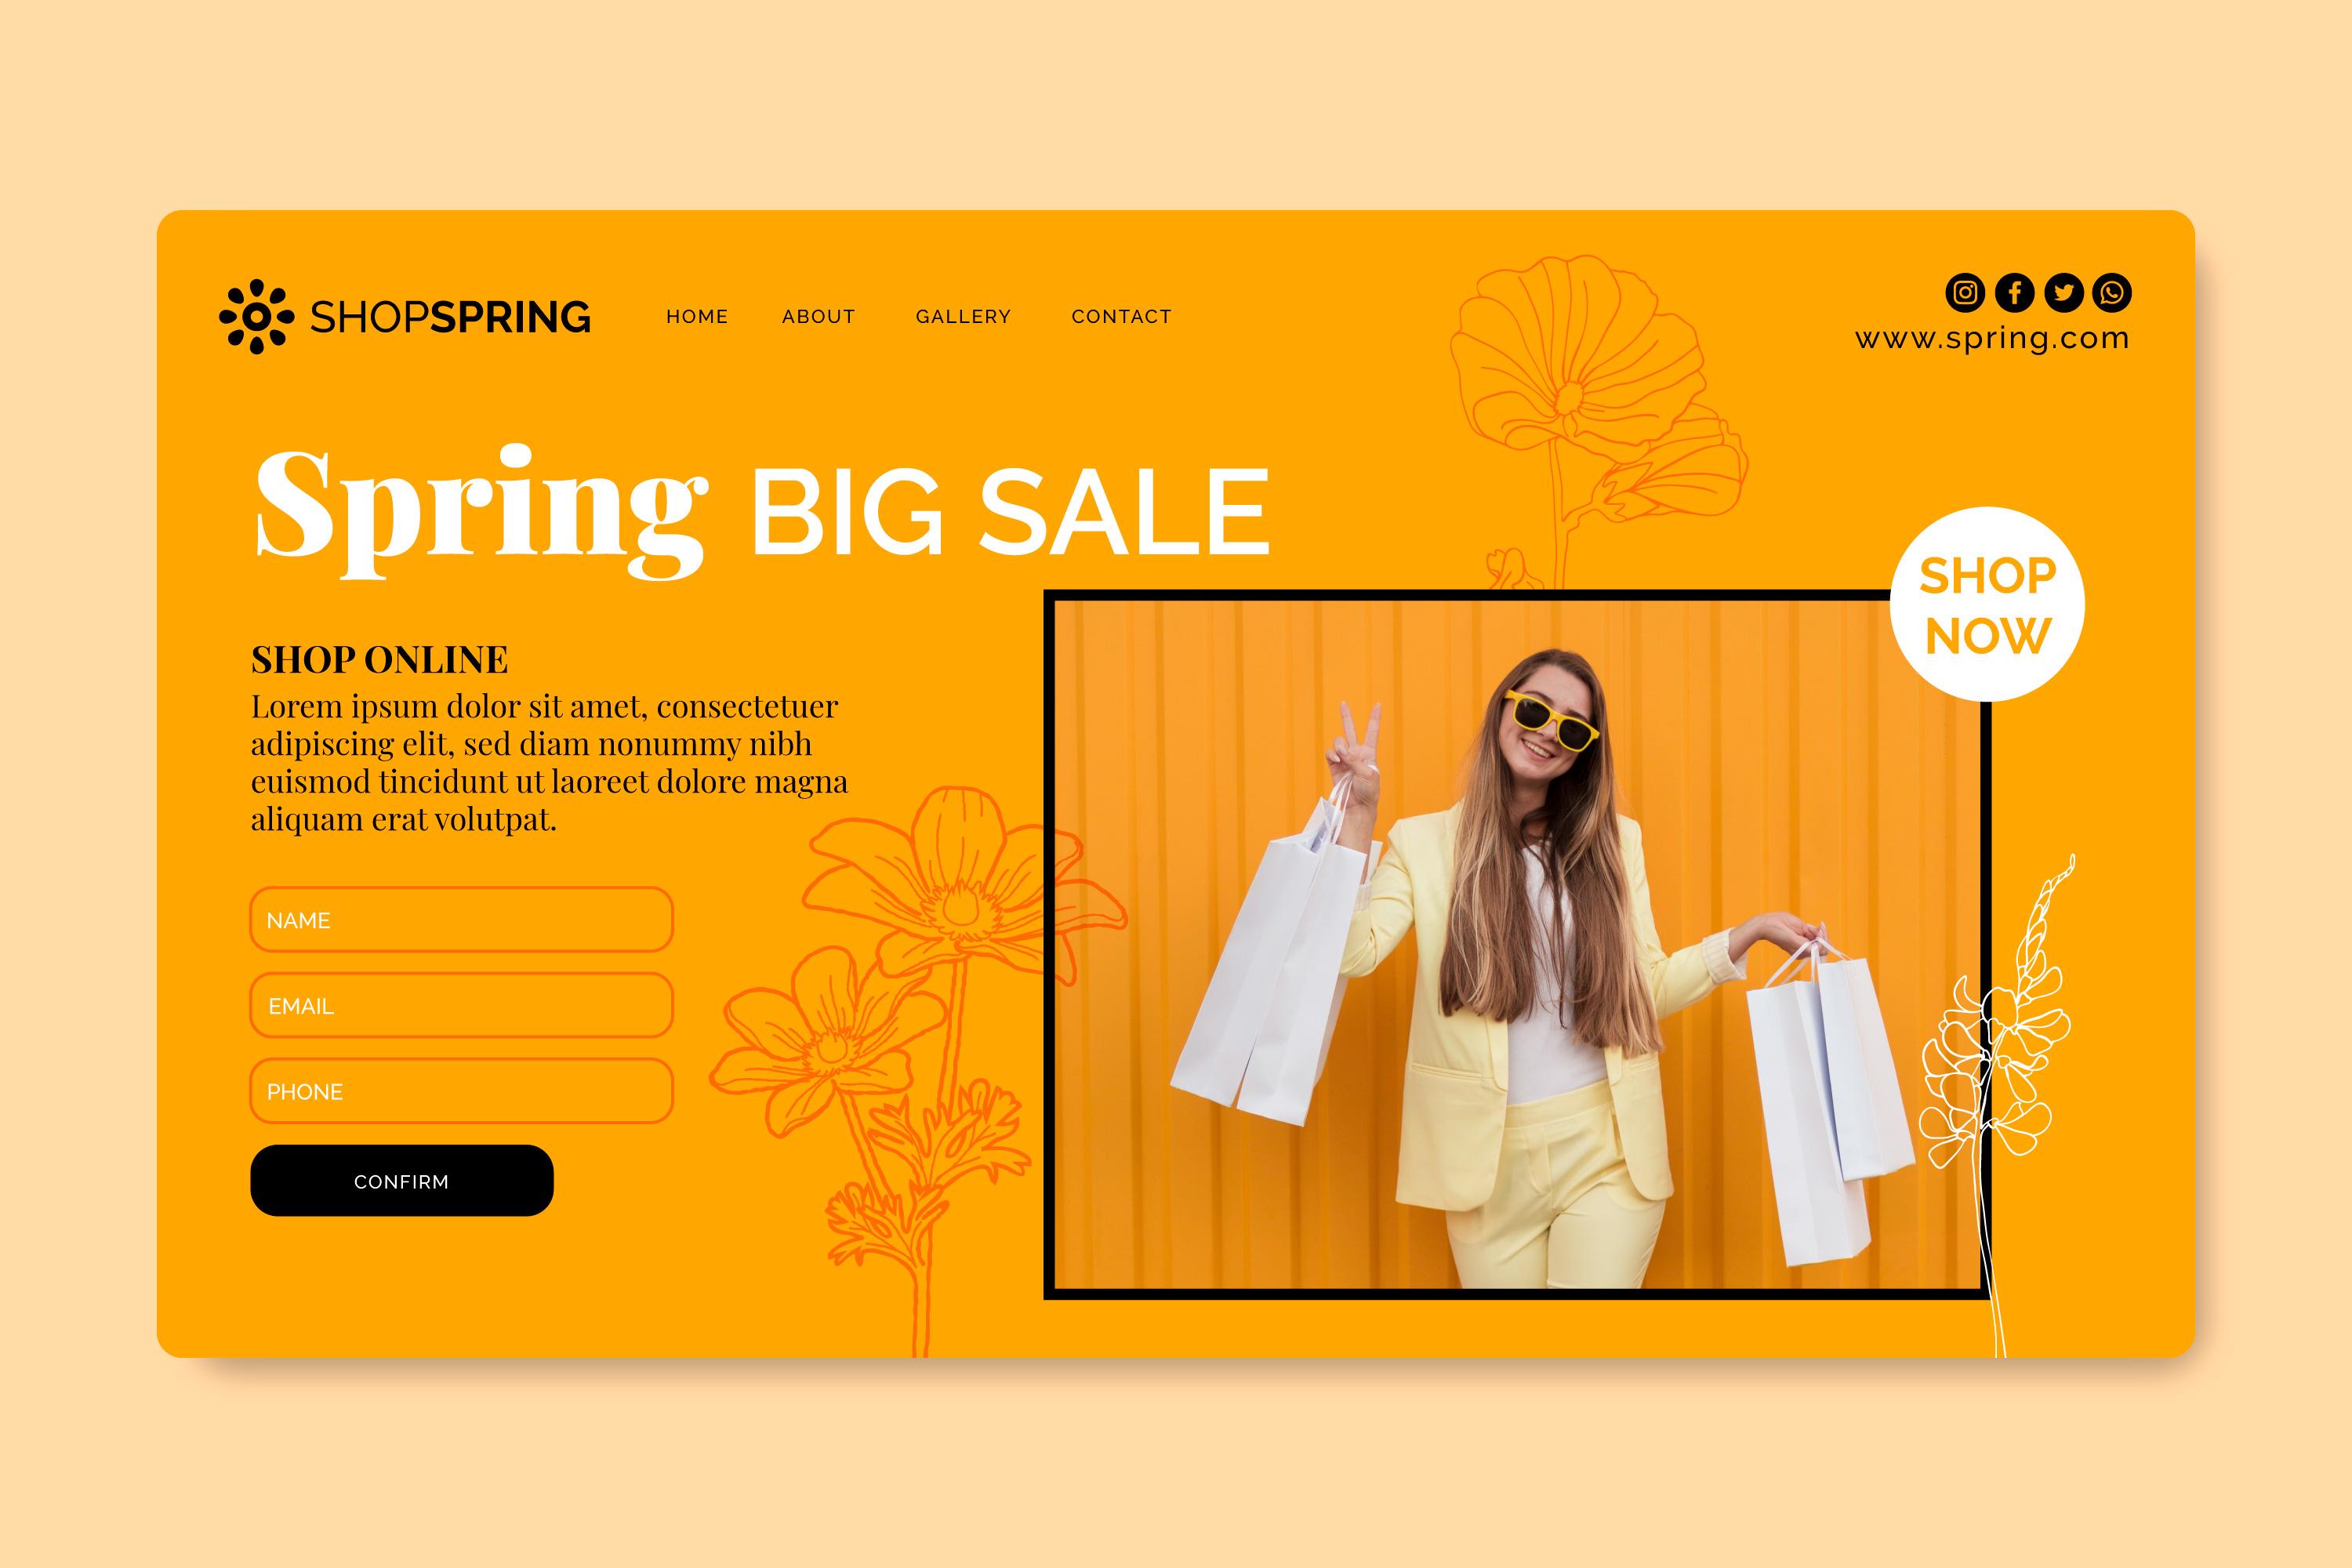 SHOPSPRING
HOME ABOUT GALLERY CONTACT
www.spring.com
Spring BIG SALE
SHOP
NOW
SHOP ONLINE
Lorem ipsum dolor sit amet, consectetuer
adipiscing elit, sed diam nonummy nibh
euismod tincidunt ut laoreet dolore magna
aliquam erat volutpat.
NAME
EMAIL
PHONE
CONFIRM